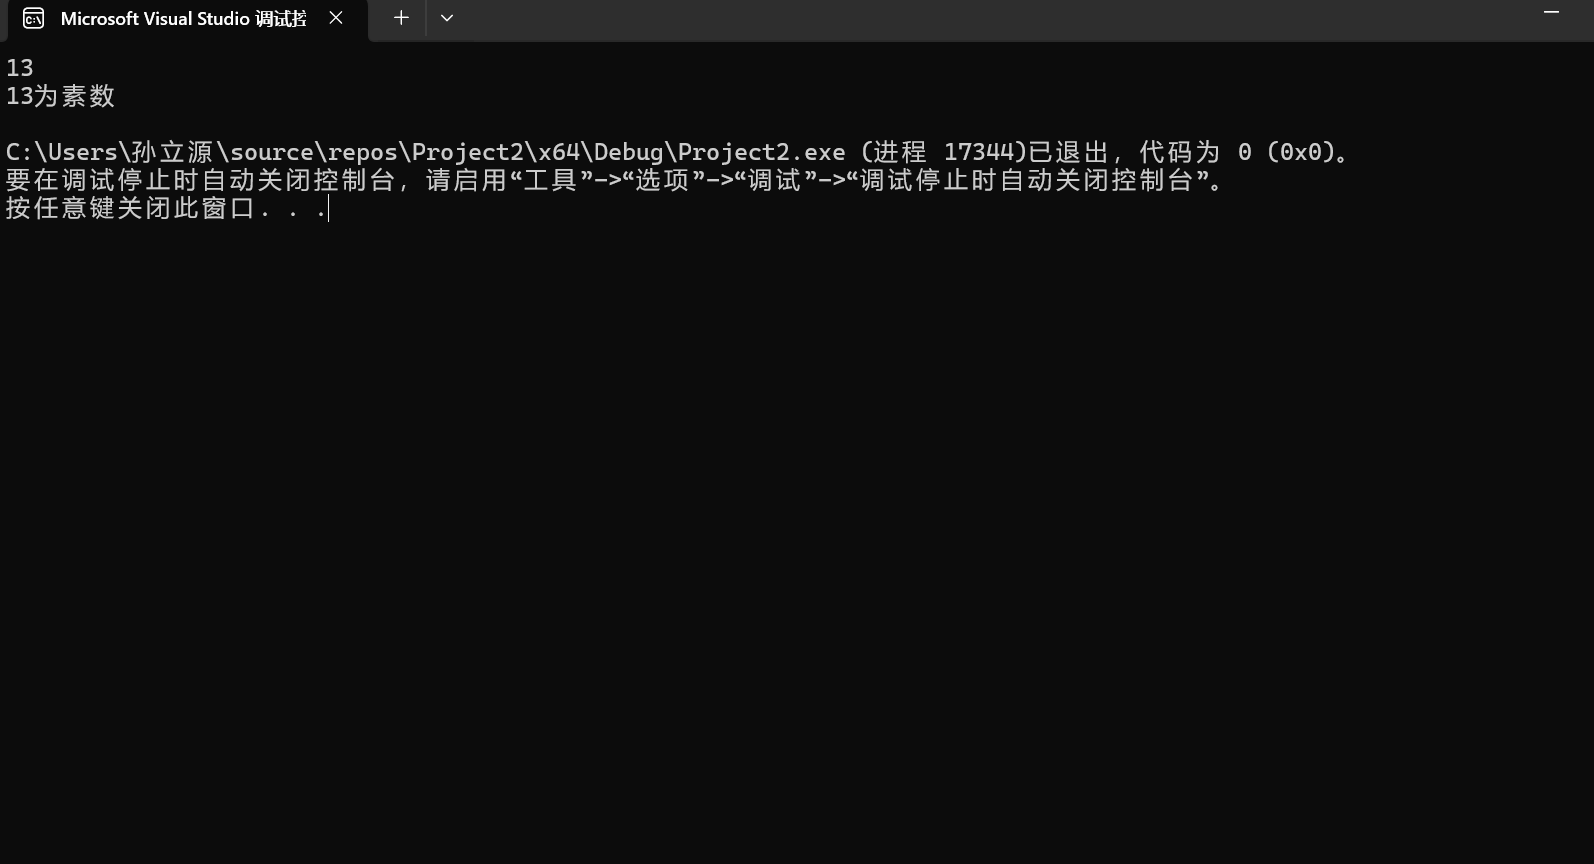 Microsoft Visual Studio 调试控
13
13为素数
C:\Users\孙立源\source\repos\Project2\x64\Debug\Project2.exe (进程 17344)已退出，代码为 0 (0x0)。
要在调试停止时自动关闭控制台，请启用“工具”->“选项”->“调试”->“调试停止时自动关闭控制台”。
按任意键关闭此窗口. . .